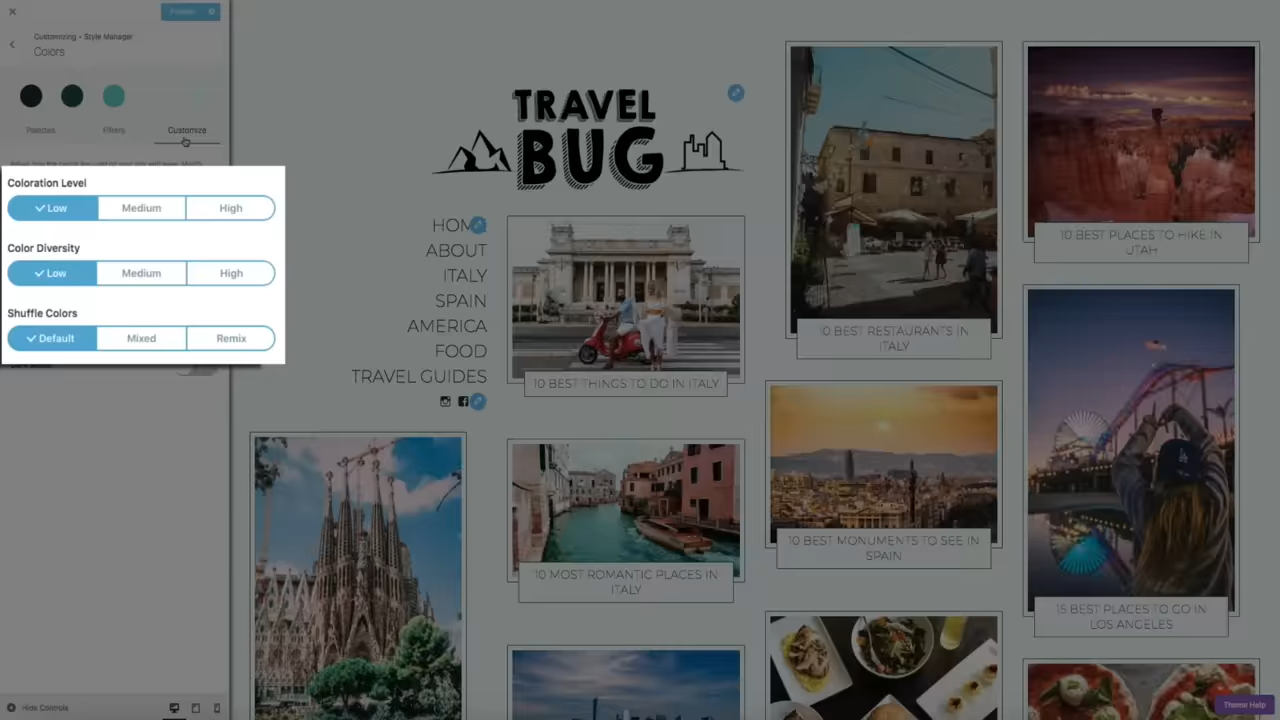 Publish
Customizing • Style Manager
Colors
Palettes
Filters
Customize
Coloration Level
Low
Medium
High
Color Diversity
Low
Medium
High
Shuffle Colors
Default
Mixed
Remix
Hide Controls
TRAVEL
BUG
HOM
ABOUT
ITALY
SPAIN
AMERICA
FOOD
TRAVEL GUIDES
10 BEST THINGS TO DO IN ITALY
10 MOST ROMANTIC PLACES IN
ITALY
10 BEST RESTAURANTS IN
ITALY
10 BEST MONUMENTS TO SEE IN
SPAIN
10 BEST PLACES TO HIKE IN
UTAH
15 BEST PLACES TO GO IN
LOS ANGELES
Theme Help